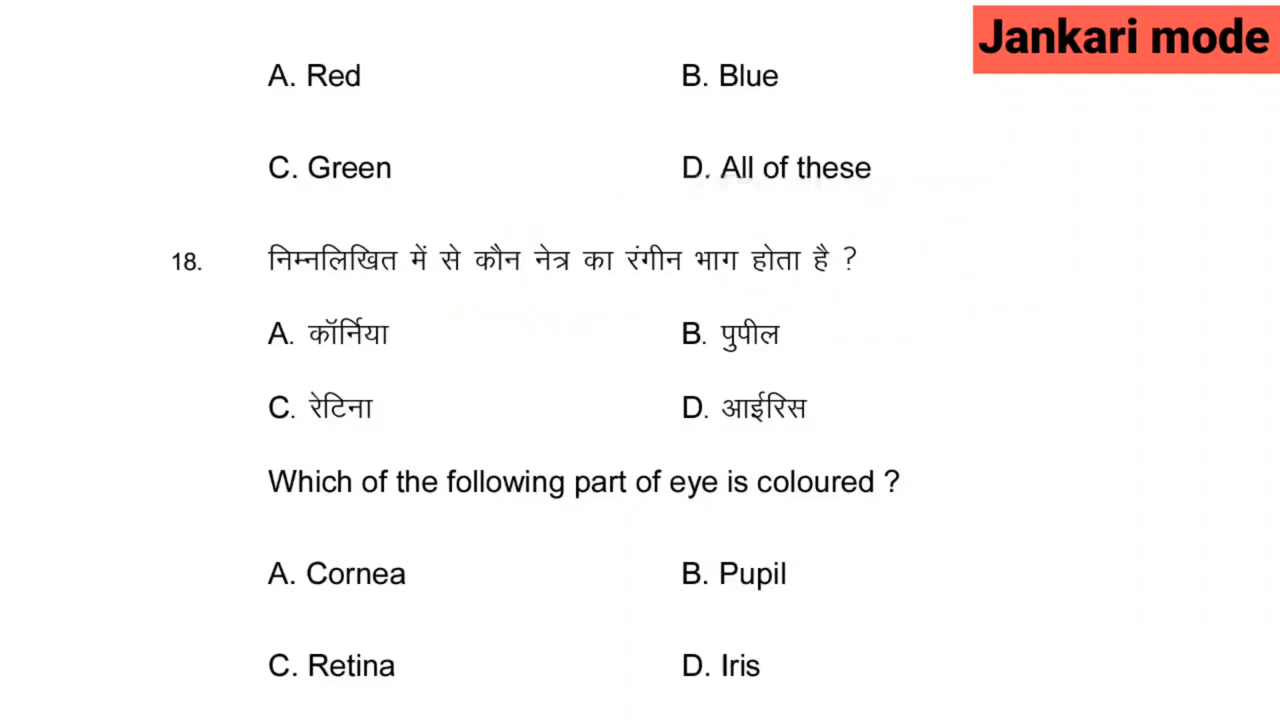 Jankari mode
A. Red B. Blue
C. Green D. All of these
18. निम्नलिखित में से कौन नेत्र का रंगीन भाग होता है ?
A. कॉर्निया B. पुपील
C. रेटिना D. आईरिस
Which of the following part of eye is coloured ?
A. Cornea B. Pupil
C. Retina D. Iris